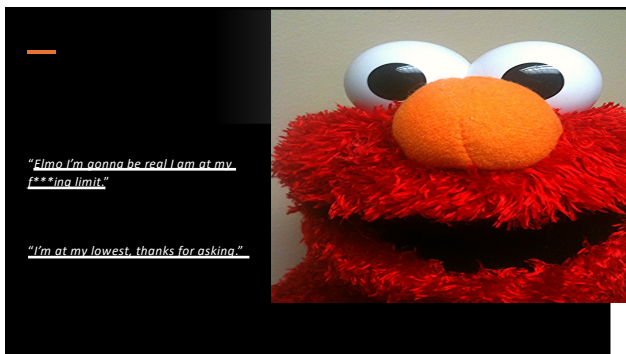 “Elmo I’m gonna be real I am at my
f***ing limit.”
“I’m at my lowest, thanks for asking.”